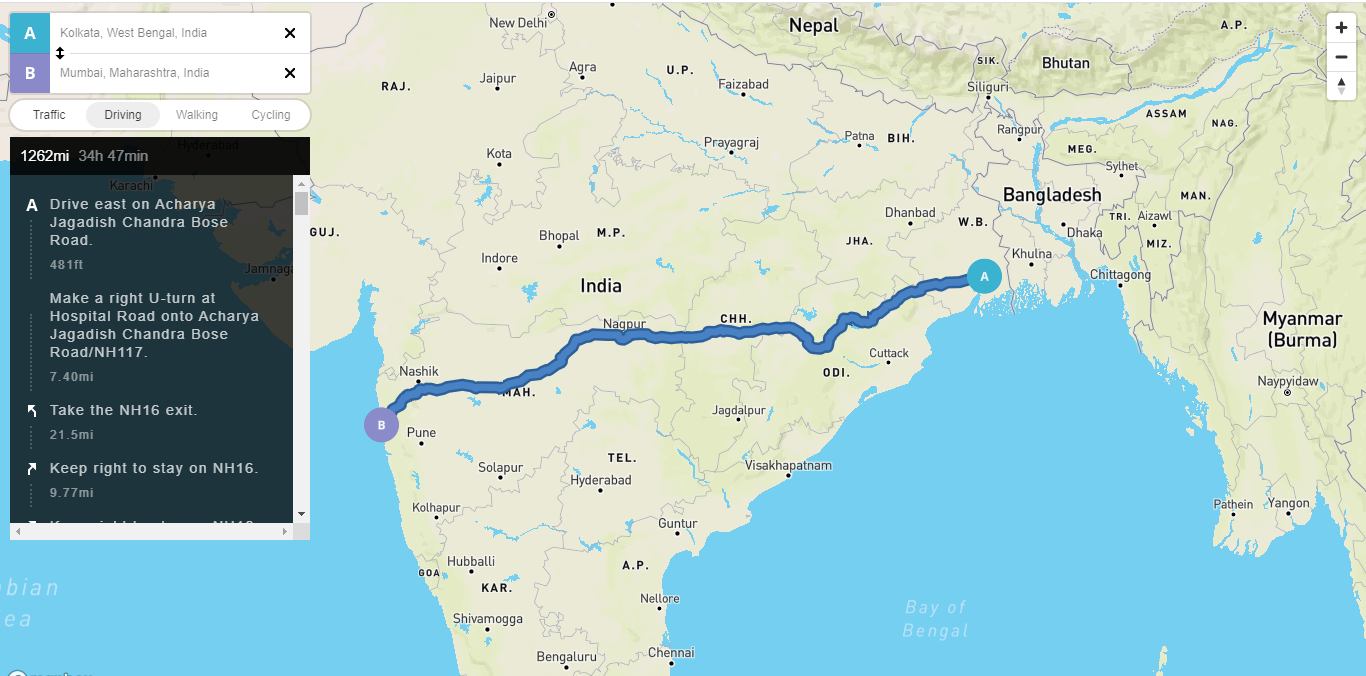 A
Kolkata, West Bengal, India
B
Mumbai, Maharashtra, India
Traffic
Driving
Walking
Cycling
1262mi 34h 47min
A
Drive east on Acharya
Jagadish Chandra Bose
Road.
481ft
Make a right U-turn at
Hospital Road onto Acharya
Jagadish Chandra Bose
Road/NH117.
7.40mi
Take the NH16 exit.
21.5mi
Keep right to stay on NH16.
9.77mi
Hyderabad
Karachi
Jamnaga
GUJ.
New Delhi
Nepal
A.P.
SIK.
Bhutan
Agra
U.P.
Jaipur
RAJ.
Faizabad
Siliguri
ASSAM
NAG.
Rangpur
Patna
BIH.
Prayagraj
Kota
MEG.
Sylhet
Bangladesh
MAN.
Dhanbad
W.B.
TRI.
Aizawl
Dhaka
MIZ.
Bhopal
M.P.
JHA.
Indore
Khulna
Chittagong
A
India
CHH.
Nagpur
Myanmar
(Burma)
Cuttack
ODI.
Nashik
MAH.
Naypyidaw
Jagdalpur
B
Pune
TEL.
Solapur
Visakhapatnam
Hyderabad
Kolhapur
Guntur
Pathein
Yangon
Hubballi
GOA
A.P.
KAR.
bian
ea
Nellore
Bay of
Bengal
Shivamogga
Bengaluru
Chennai